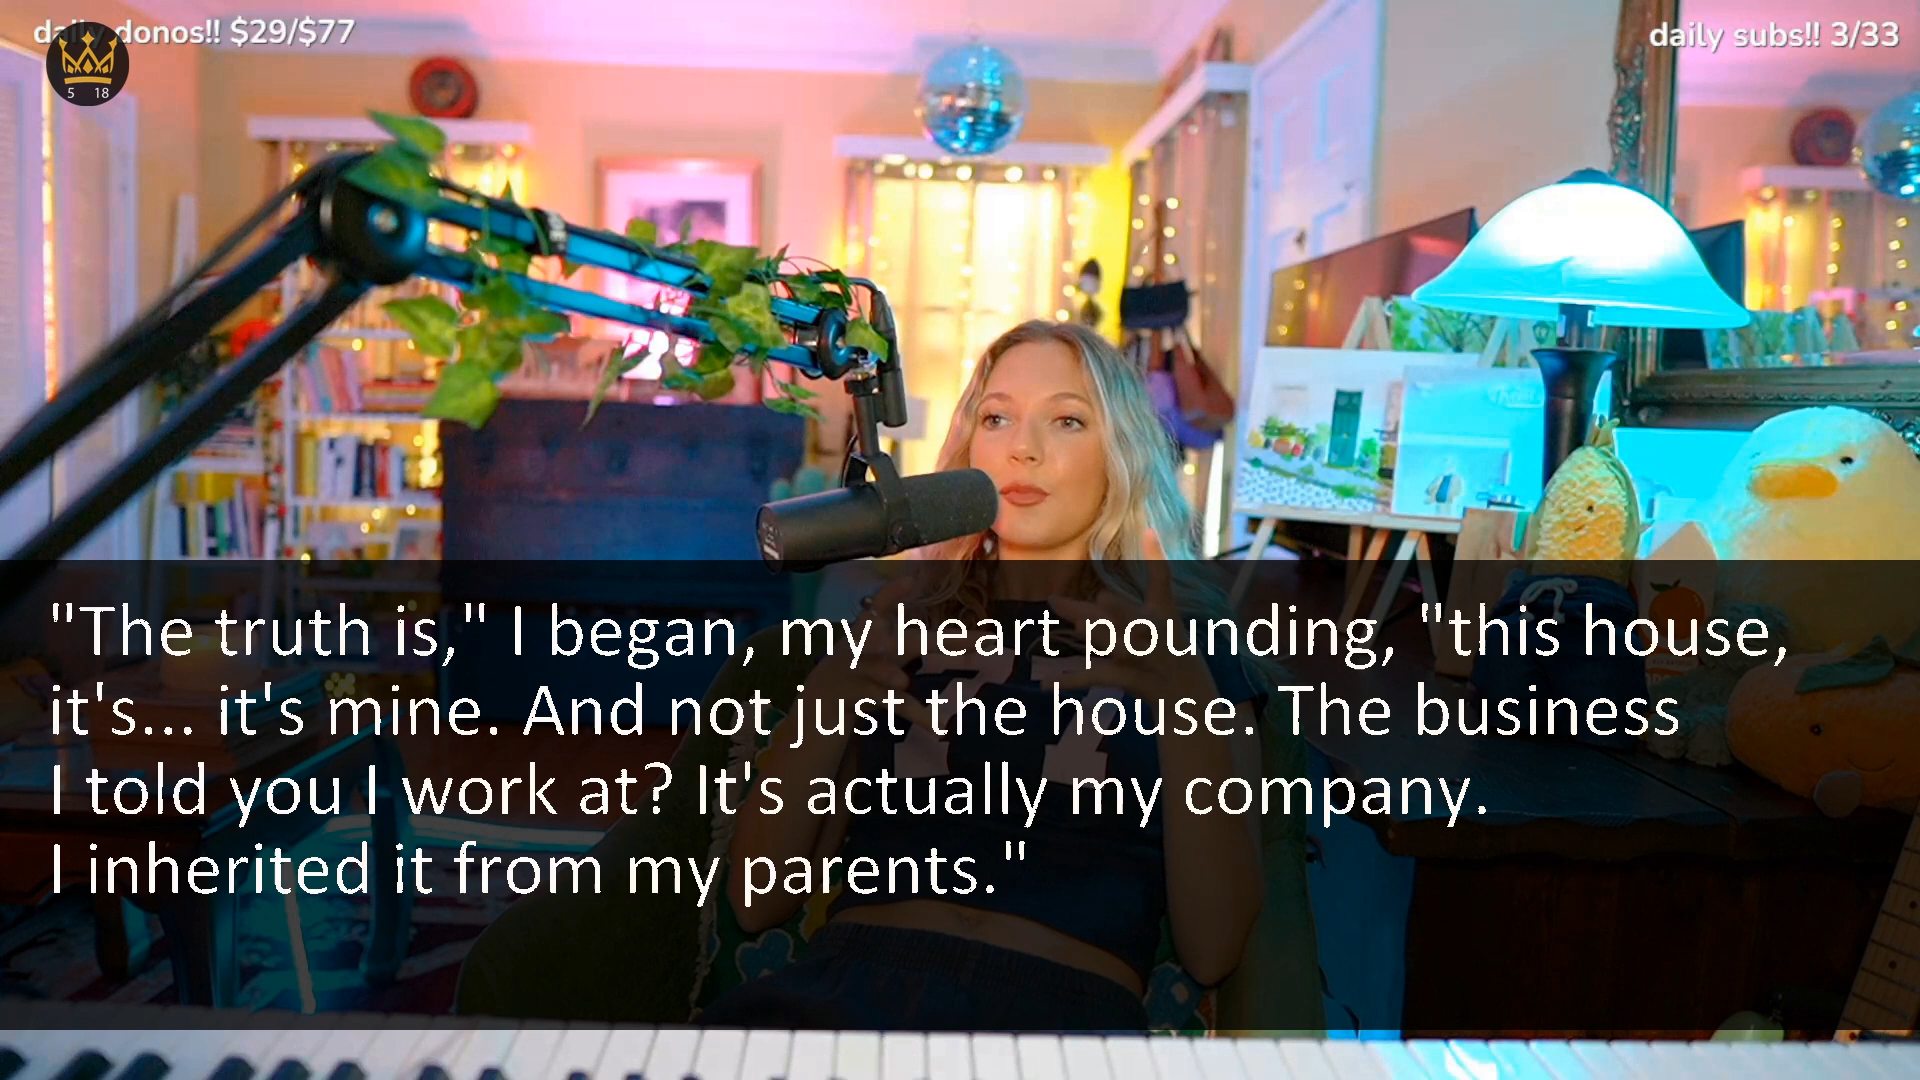 daily donos!! $29/$77
daily subs!! 3/33
5 18
"The truth is," I began, my heart pounding, "this house,
it's... it's mine. And not just the house. The business
I told you I work at? It's actually my company.
I inherited it from my parents."